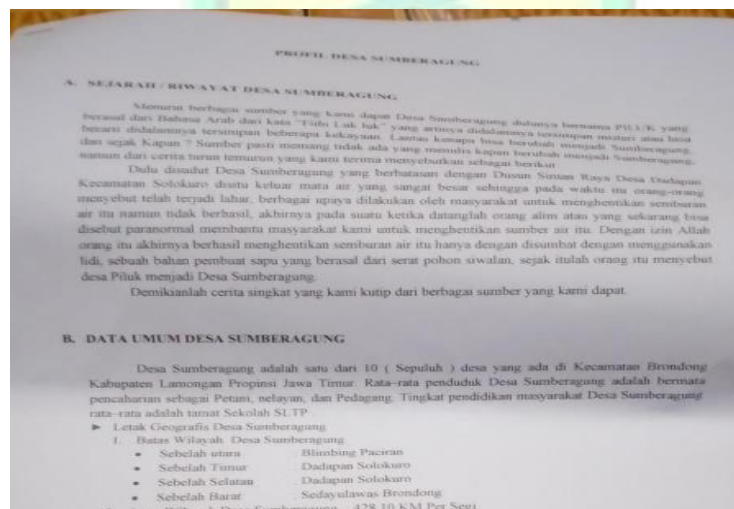 PROFIL DESA SUMBERAGUNG
A. SEJARAH / RIWAYAT DESA SUMBERAGUNG
Menurut berbagai sumber yang kami dapat Desa Sumberagung dulunya bernama PILUK yang
berasal dari Bahasa Arab dari kata "Fihi Luk luk" yang artinya didalamnya tersimpan misteri atau bisa
berarti didalamnya tersimpan beberapa kekayaan. Lantas kenapa bisa berubah menjadi Sumberagung,
dan sejak Kapan ? Sumber pasti memang tidak ada yang menulis kapan berubah menjadi Sumberagung,
namun dari cerita turun temurun yang kami terima menyebutkan sebagai berikut
Dulu disudut Desa Sumberagung yang berbatasan dengan Dusun Siman Raya Desa Dadapan
Kecamatan Solokuro disitu keluar mata air yang sangat besar sehingga pada waktu itu orang-orang
menyebut telah terjadi lahar, berbagai upaya dilakukan oleh masyarakat untuk menghentikan semburan
air itu namun tidak berhasil, akhirnya pada suatu ketika datanglah orang alim atau yang sekarang bisa
disebut paranormal membantu masyarakat kami untuk menghentikan sumber air itu. Dengan izin Allah
orang itu akhirnya berhasil menghentikan semburan air itu hanya dengan disumbat dengan menggunakan
lidi, sebuah bahan pembuat sapu yang berasal dari serat pohon siwalan, sejak itulah orang itu menyebut
desa Piluk menjadi Desa Sumberagung.
Demikianlah cerita singkat yang kami kutip dari berbagai sumber yang kami dapat.
B. DATA UMUM DESA SUMBERAGUNG
Desa Sumberagung adalah satu dari 10 ( Sepuluh ) desa yang ada di Kecamatan Brondong
Kabupaten Lamongan Propinsi Jawa Timur. Rata-rata penduduk Desa Sumberagung adalah bermata
pencaharian sebagai Petani, nelayan, dan Pedagang. Tingkat pendidikan masyarakat Desa Sumberagung
rata-rata adalah tamat Sekolah SLTP
► Letak Geografis Desa Sumberagung
1. Batas Wilayah Desa Sumberagung
• Sebelah utara : Blimbing Paciran
• Sebelah Timur : Dadapan Solokuro
• Sebelah Selatan : Dadapan Solokuro
• Sebelah Barat : Sedayulawas Brondong
Desa Sumberagung 428,10 KM Per Segi